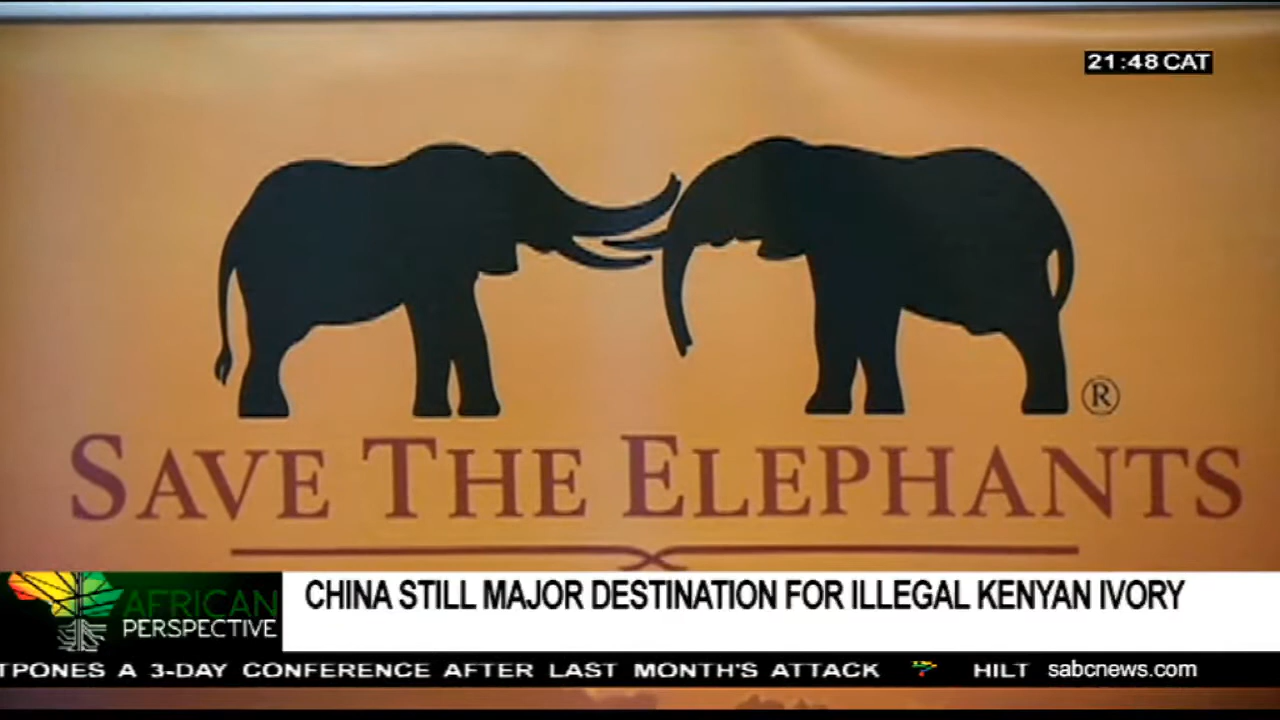 21:48 CAT
®
SAVE THE ELEPHANTS
AFRICAN
PERSPECTIVE
CHINA STILL MAJOR DESTINATION FOR ILLEGAL KENYAN IVORY
TPONES A 3-DAY CONFERENCE AFTER LAST MONTH'S ATTACK HILT sabcnews.com